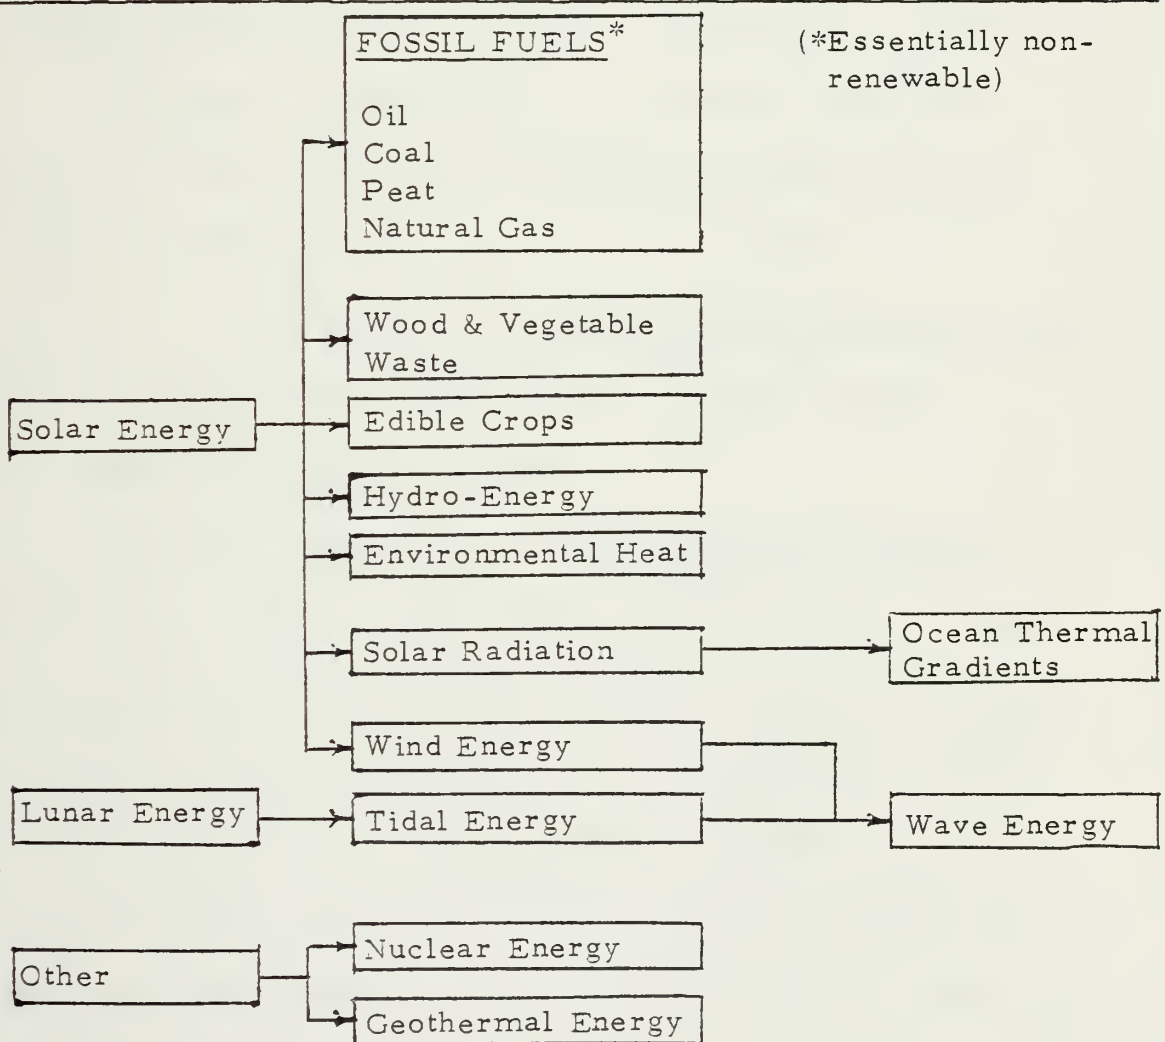 FOSSIL FUELS*
(*Essentially non-
renewable)
Oil
Coal
Peat
Natural Gas
Wood & Vegetable
Waste
Solar Energy
Edible Crops
Hydro-Energy
Environmental Heat
Solar Radiation
Ocean Thermal
Gradients
Wind Energy
Lunar Energy
Tidal Energy
Wave Energy
Other
Nuclear Energy
Geothermal Energy